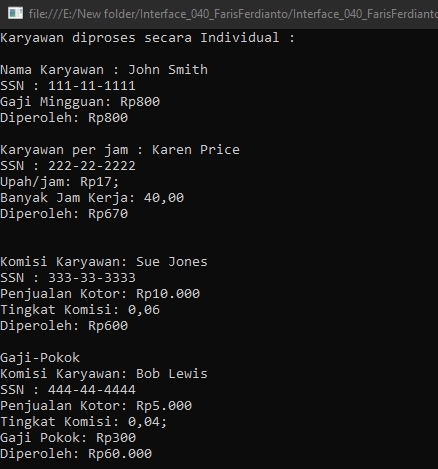 file:///E:/New folder/Interface_040_FarisFerdianto/Interface_040_FarisFerdianto
Karyawan diproses secara Individual :
Nama Karyawan : John Smith
SSN : 111-11-1111
Gaji Mingguan: Rp800
Diperoleh: Rp800
Karyawan per jam : Karen Price
SSN : 222-22-2222
Upah/jam: Rp17;
Banyak Jam Kerja: 40,00
Diperoleh: Rp670
Komisi Karyawan: Sue Jones
SSN : 333-33-3333
Penjualan Kotor: Rp10.000
Tingkat Komisi: 0,06
Diperoleh: Rp600
Gaji-Pokok
Komisi Karyawan: Bob Lewis
SSN : 444-44-4444
Penjualan Kotor: Rp5.000
Tingkat Komisi: 0,04;
Gaji Pokok: Rp300
Diperoleh: Rp60.000